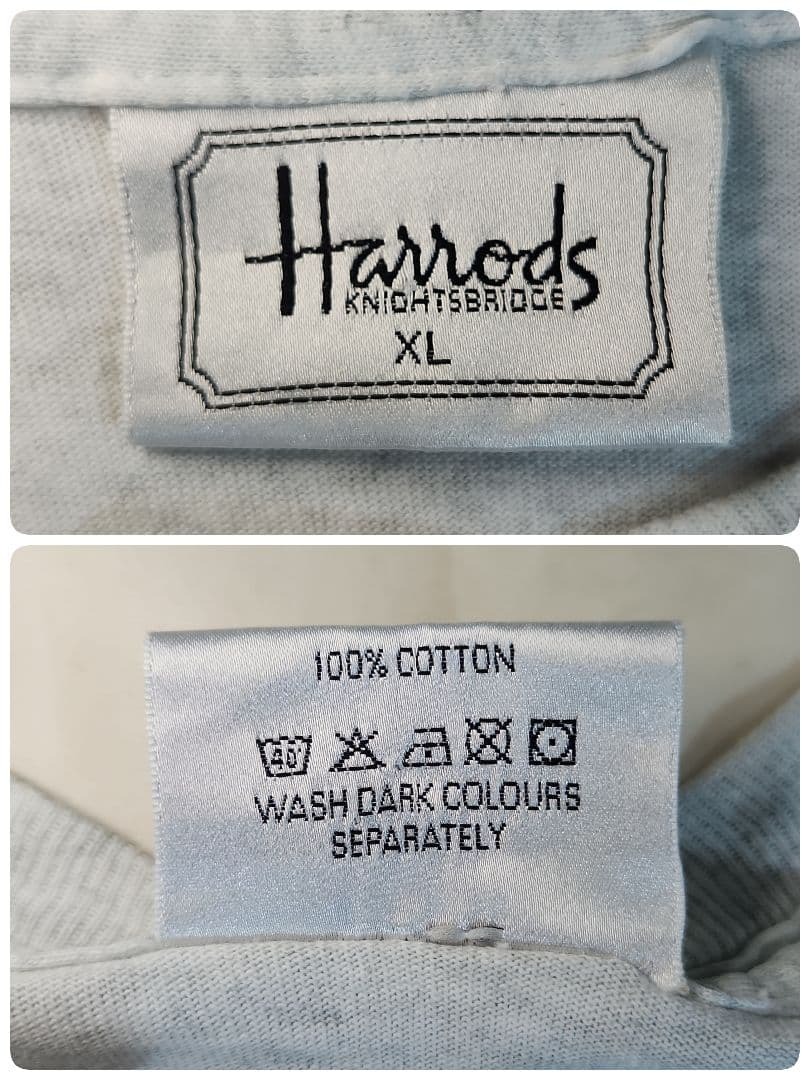 Harrods
KNIGHTSBRIDGE
XL
100% COTTON
40°
WASH DARK COLOURS
SEPARATELY